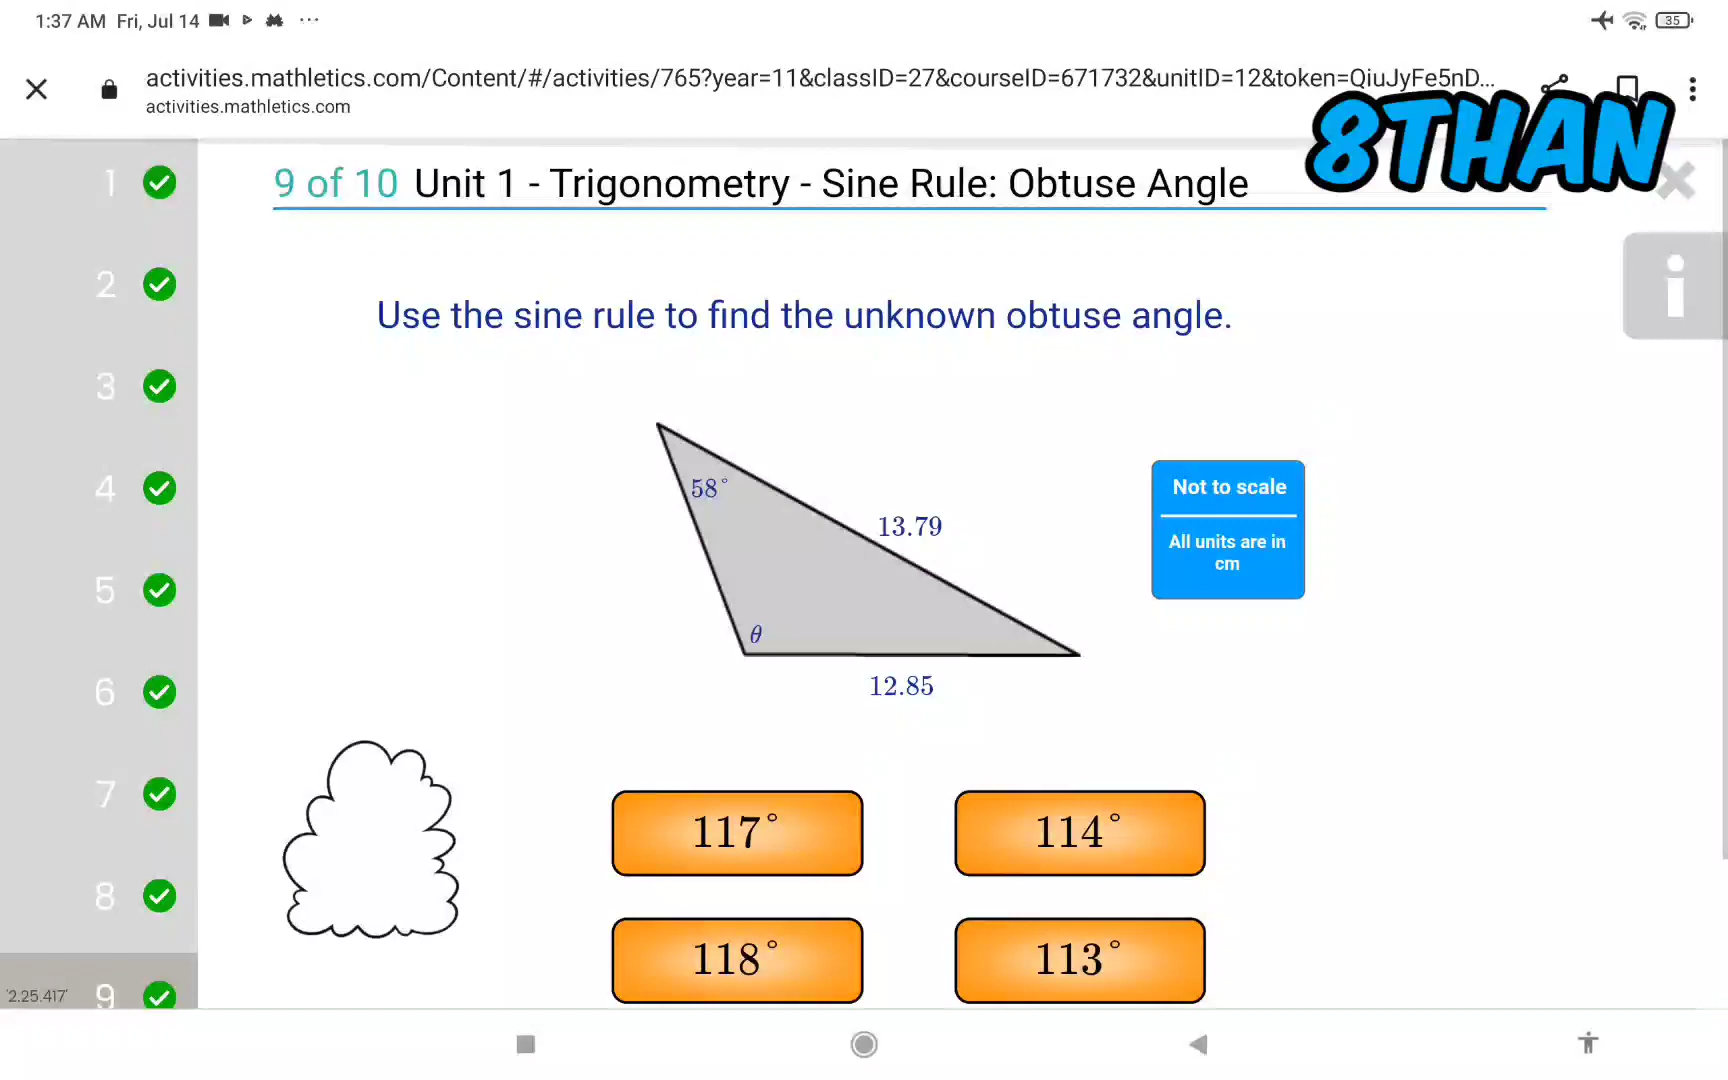 1:37 AM Fri, Jul 14 ···
35
activities.mathletics.com/Content/#/activities/765?year=11&classID=27&courseID=671732&unitID=12&token=QiuJyFe5nD...
activities.mathletics.com
8THAN
9 of 10 Unit 1 - Trigonometry - Sine Rule: Obtuse Angle
i
Use the sine rule to find the unknown obtuse angle.
58°
13.79
θ
12.85
Not to scale
All units are in
cm
117°
114°
118°
113°
1
2
3
4
5
6
7
8
9
'2.25.417'